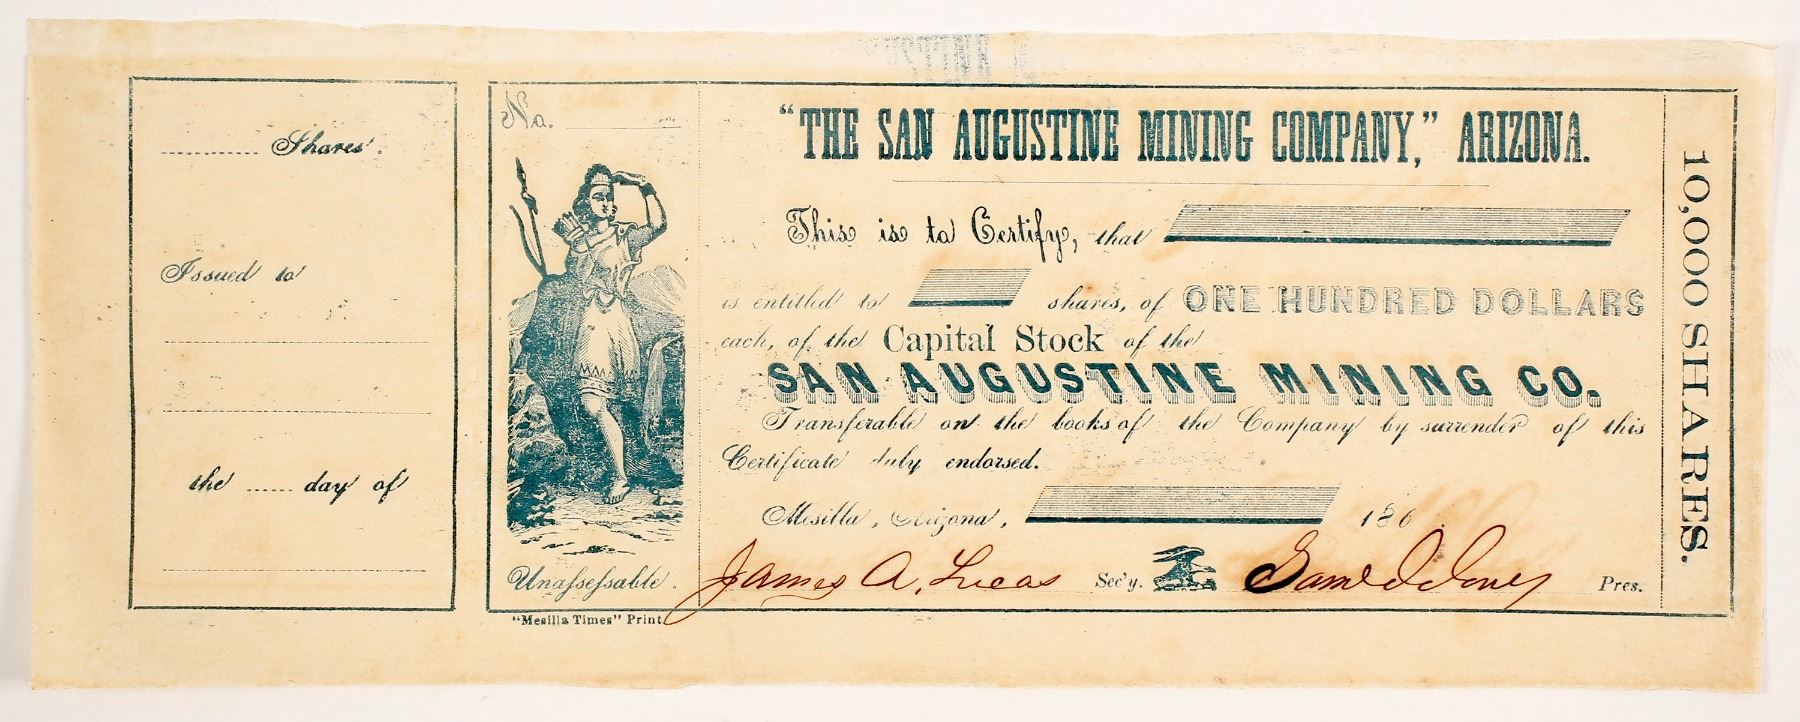 Shares.
Issued to
the ...... day of
No.
Unaſseſsable.
"Mesilla Times" Print.
"THE SAN AUGUSTINE MINING COMPANY," ARIZONA.
This is to Certify, that
is entitled to shares, of ONE HUNDRED DOLLARS
each, of the Capital Stock of the
SAN AUGUSTINE MINING CO.
Transferable on the books of the Company by surrender of this
Certificate duly endorsed.
Mesilla, Arizona, 186
James A. Lucas Sec'y. Saml Jones Pres.
10,000 SHARES.